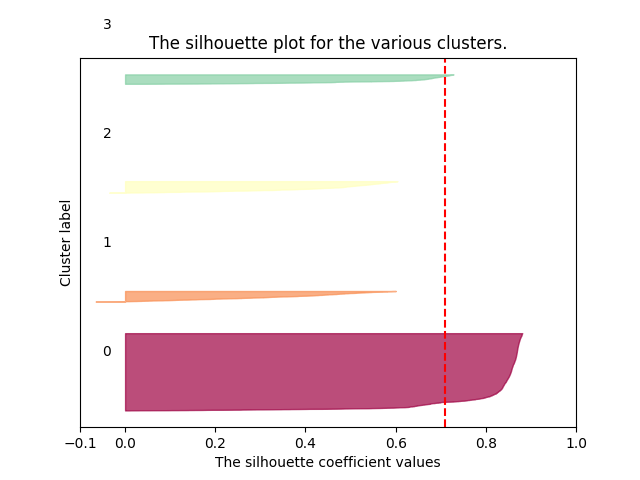 3
The silhouette plot for the various clusters.
2
1
0
Cluster label
−0.1 0.0 0.2 0.4 0.6 0.8 1.0
The silhouette coefficient values